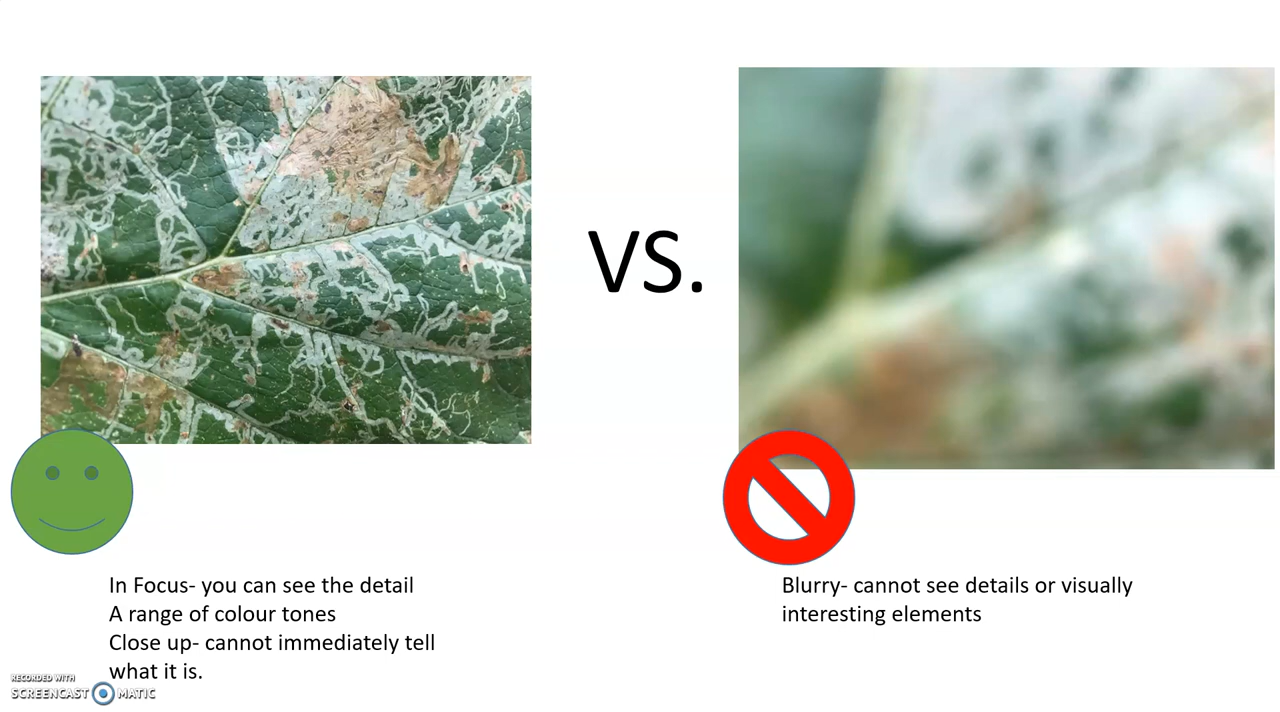 VS.
In Focus- you can see the detail
A range of colour tones
Close up- cannot immediately tell
what it is.
Blurry- cannot see details or visually
interesting elements
RECORDED WITH
SCREENCAST MATIC